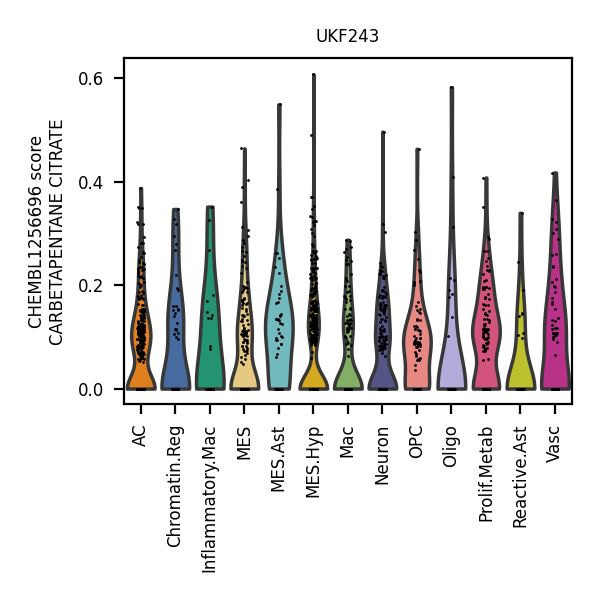 UKF243
CHEMBL1256696 score
CARBETAPENTANE CITRATE
0.6
0.4
0.2
0.0
AC
Chromatin.Reg
Inflammatory.Mac
MES
MES.Ast
MES.Hyp
Mac
Neuron
OPC
Oligo
Prolif.Metab
Reactive.Ast
Vasc